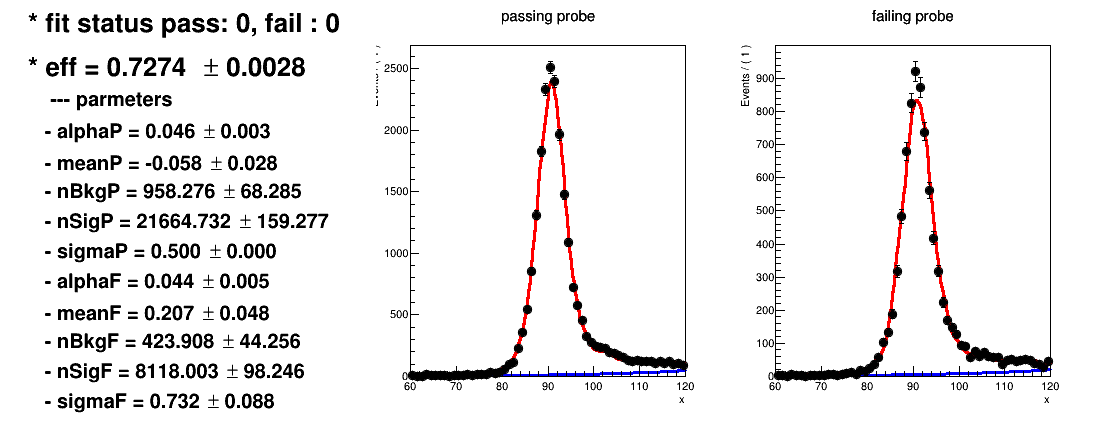 * fit status pass: 0, fail : 0
* eff = 0.7274 ± 0.0028
--- parmeters
- alphaP = 0.046 ± 0.003
- meanP = -0.058 ± 0.028
- nBkgP = 958.276 ± 68.285
- nSigP = 21664.732 ± 159.277
- sigmaP = 0.500 ± 0.000
- alphaF = 0.044 ± 0.005
- meanF = 0.207 ± 0.048
- nBkgF = 423.908 ± 44.256
- nSigF = 8118.003 ± 98.246
- sigmaF = 0.732 ± 0.088
passing probe
2500
2000
1500
1000
500
0
60 70 80 90 100 110 120
x
failing probe
Events / ( 1 )
900
800
700
600
500
400
300
200
100
0
60 70 80 90 100 110 120
x